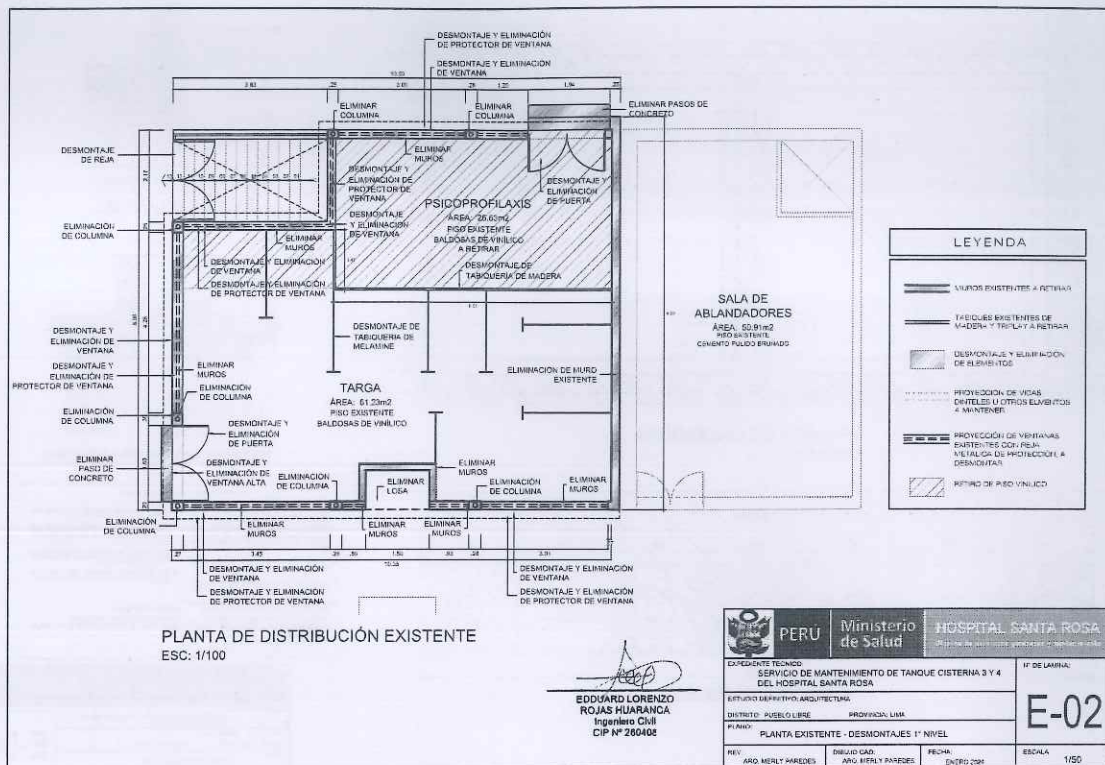 DESMONTAJE Y ELIMINACIÓN
DE PROTECTOR DE VENTANA
DESMONTAJE Y ELIMINACIÓN
DE VENTANA
ELIMINAR
COLUMNA
ELIMINAR
COLUMNA
ELIMINAR PASOS DE
CONCRETO
DESMONTAJE
DE REJA
ELIMINAR
MUROS
DESMONTAJE Y
ELIMINACIÓN DE
PROTECTOR DE
VENTANA
DESMONTAJE Y
ELIMINACIÓN
DE PUERTA
PSICOPROFILAXIS
PISO EXISTENTE
BALDOSAS DE VINÍLICO
A RETIRAR
DESMONTAJE
Y ELIMINACIÓN
DE VENTANA
ELIMINACIÓN
DE COLUMNA
ELIMINAR
MUROS
DESMONTAJE Y ELIMINACIÓN
DE VENTANA
DESMONTAJE Y ELIMINACIÓN
DE PROTECTOR DE VENTANA
DESMONTAJE DE
TABIQUERÍA DE MADERA
LEYENDA
MUROS EXISTENTES A RETIRAR
TABIQUES EXISTENTES DE
MADERA Y TRIPLAY A RETIRAR
DESMONTAJE Y ELIMINACIÓN
DE ELEMENTOS
PROYECCIÓN DE VIGAS
DINTELES U OTROS ELEMENTOS
A MANTENER
PROYECCIÓN DE VENTANAS
EXISTENTES CON REJA
METÁLICA DE PROTECCIÓN, A
DESMONTAR
RETIRO DE PISO VINÍLICO
SALA DE
ABLANDADORES
ÁREA: 50.91m2
PISO EXISTENTE
CEMENTO PULIDO BRUÑADO
DESMONTAJE Y
ELIMINACIÓN DE
VENTANA
DESMONTAJE Y
ELIMINACIÓN DE
PROTECTOR DE VENTANA
ELIMINAR
MUROS
DESMONTAJE DE
TABIQUERÍA DE
MELAMINE
ELIMINACIÓN DE MURO
EXISTENTE
ELIMINACIÓN
DE COLUMNA
TARGA
ÁREA: 61.23m2
PISO EXISTENTE
BALDOSAS DE VINÍLICO
ELIMINACIÓN
DE COLUMNA
DESMONTAJE Y
ELIMINACIÓN
DE PUERTA
ELIMINAR
PASO DE
CONCRETO
DESMONTAJE Y
ELIMINACIÓN DE
VENTANA ALTA
ELIMINAR
MUROS
ELIMINACIÓN
DE COLUMNA
ELIMINAR
LOSA
ELIMINACIÓN
DE COLUMNA
ELIMINAR
MUROS
ELIMINACIÓN
DE COLUMNA
ELIMINAR
MUROS
ELIMINAR
MUROS
ELIMINAR
MUROS
DESMONTAJE Y ELIMINACIÓN
DE VENTANA
DESMONTAJE Y ELIMINACIÓN
DE PROTECTOR DE VENTANA
DESMONTAJE Y ELIMINACIÓN
DE VENTANA
DESMONTAJE Y ELIMINACIÓN
DE PROTECTOR DE VENTANA
PLANTA DE DISTRIBUCIÓN EXISTENTE
ESC: 1/100
EDDUARD LORENZO
ROJAS HUARANCA
Ingeniero Civil
CIP Nº 260408
PERÚ
Ministerio
de Salud
HOSPITAL SANTA ROSA
EXPEDIENTE TECNICO
SERVICIO DE MANTENIMIENTO DE TANQUE CISTERNA 3 Y 4
DEL HOSPITAL SANTA ROSA
ESTUDIO DEFINITIVO: ARQUITECTURA
DISTRITO: PUEBLO LIBRE PROVINCIA: LIMA
PLANO:
PLANTA EXISTENTE - DESMONTAJES 1° NIVEL
Nº DE LAMINA:
E-02
REV: ARQ. MERLY PAREDES
DIBUJO CAD: ARQ. MERLY PAREDES
FECHA: ENERO
ESCALA 1/50